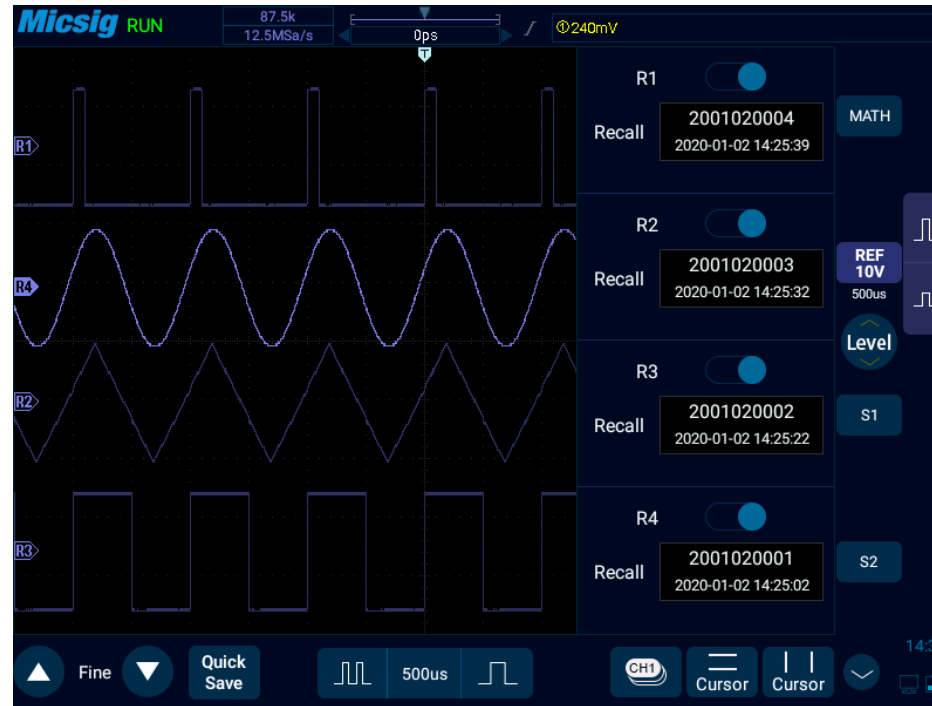 Micsig RUN
87.5k
12.5MSa/s
0ps
①240mV
T
R1
2001020004
Recall
2020-01-02 14:25:39
MATH
R1
R2
2001020003
Recall
2020-01-02 14:25:32
REF
10V
500us
Level
R4
R3
2001020002
Recall
2020-01-02 14:25:22
S1
R2
R4
2001020001
Recall
2020-01-02 14:25:02
S2
R3
Fine
Quick
Save
500us
CH1
Cursor
Cursor